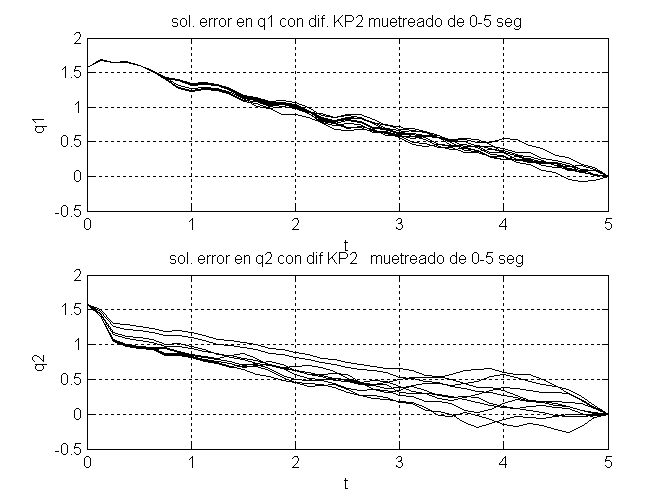 sol. error en q1 con dif. KP2 muetreado de 0-5 seg
2
1.5
1
0.5
0
-0.5
q1
0 1 2 3 4 5
t
sol. error en q2 con dif KP2 muetreado de 0-5 seg
2
1.5
1
0.5
0
-0.5
q2
0 1 2 3 4 5
t